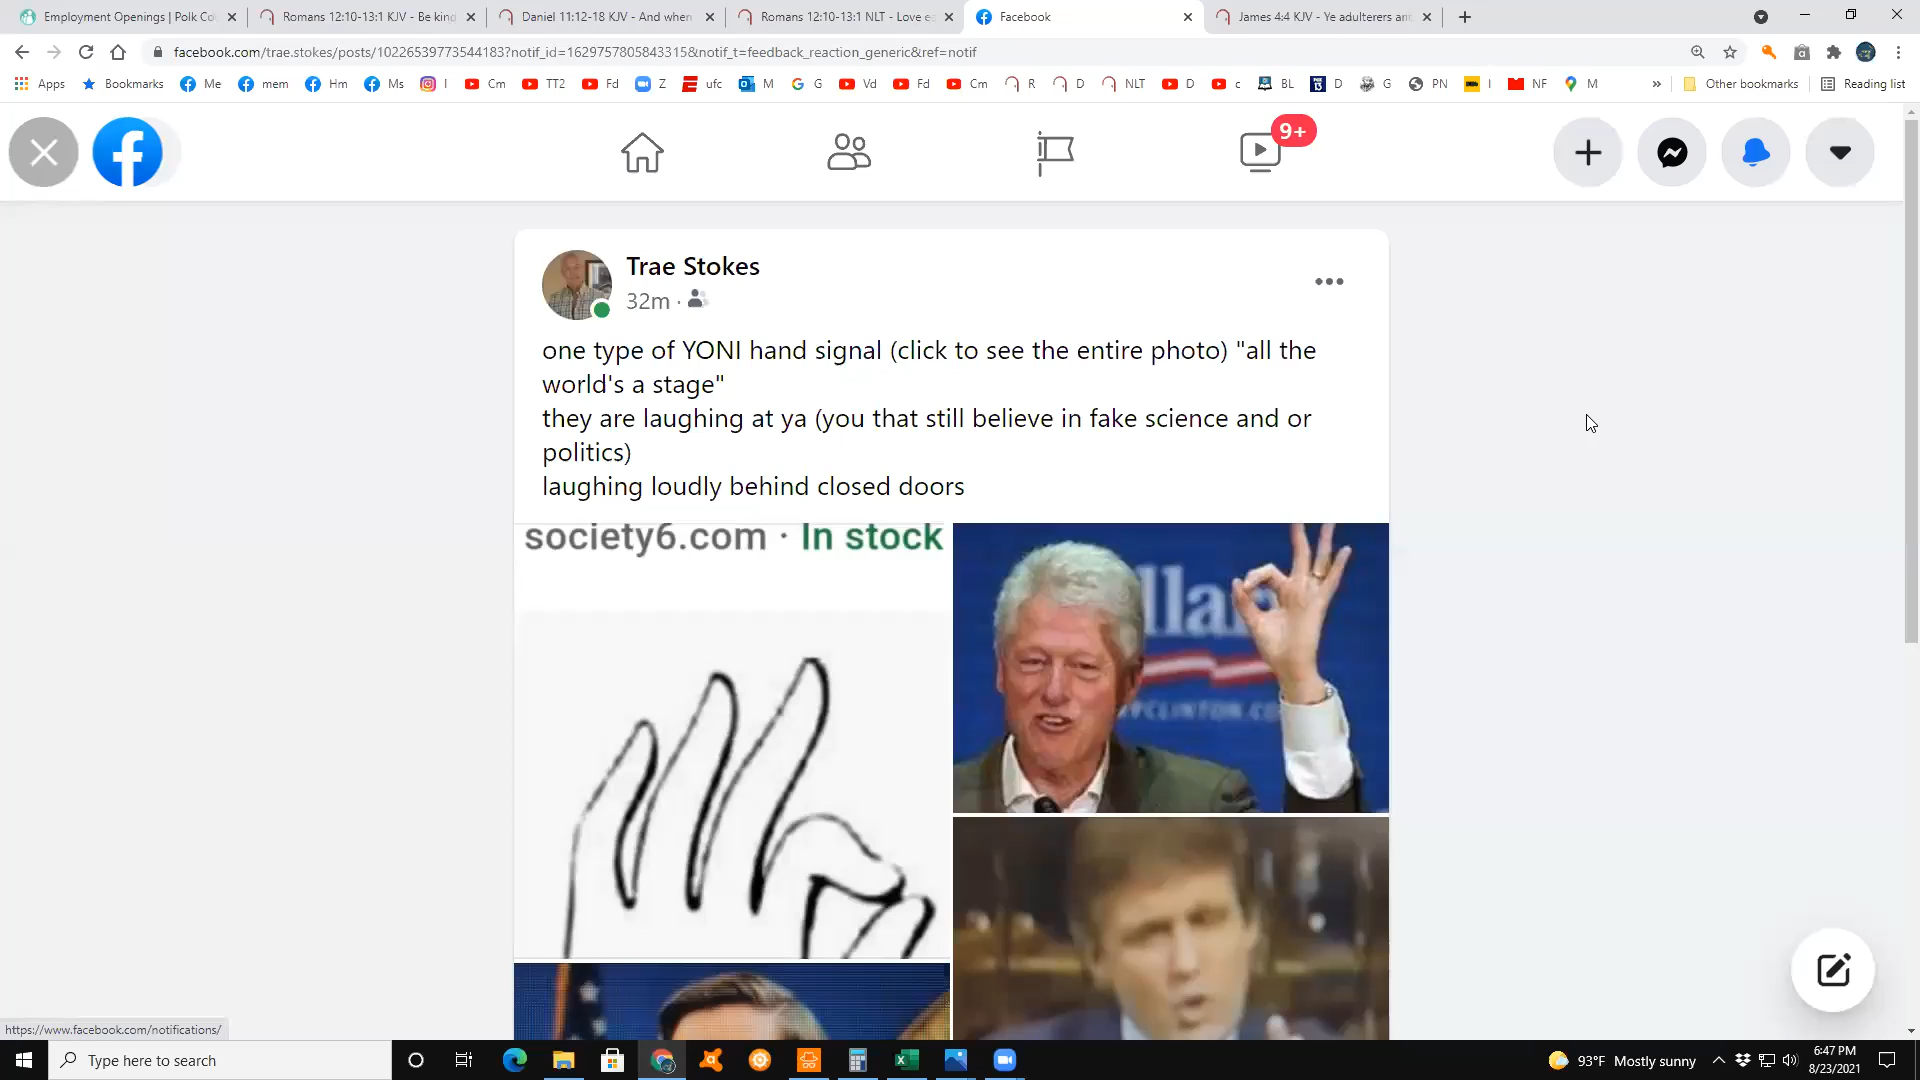 Employment Openings | Polk Co
Romans 12:10-13:1 KJV - Be kind
Daniel 11:12-18 KJV - And when
Romans 12:10-13:1 NLT - Love ea
Facebook
James 4:4 KJV - Ye adulterers an
facebook.com/trae.stokes/posts/10226539773544183?notif_id=1629757805843315&notif_t=feedback_reaction_generic&ref=notif
Apps Bookmarks Me mem Hm Ms I Cm TT2 Fd Z ufc M G Vd Fd Cm R D NLT D c BL D G PN I NF M » Other bookmarks Reading list
9+
Trae Stokes
32m ·
one type of YONI hand signal (click to see the entire photo) "all the
world's a stage"
they are laughing at ya (you that still believe in fake science and or
politics)
laughing loudly behind closed doors
society6.com · In stock
llar
PCLINTON.CO
https://www.facebook.com/notifications/
Type here to search
93°F Mostly sunny
6:47 PM
8/23/2021